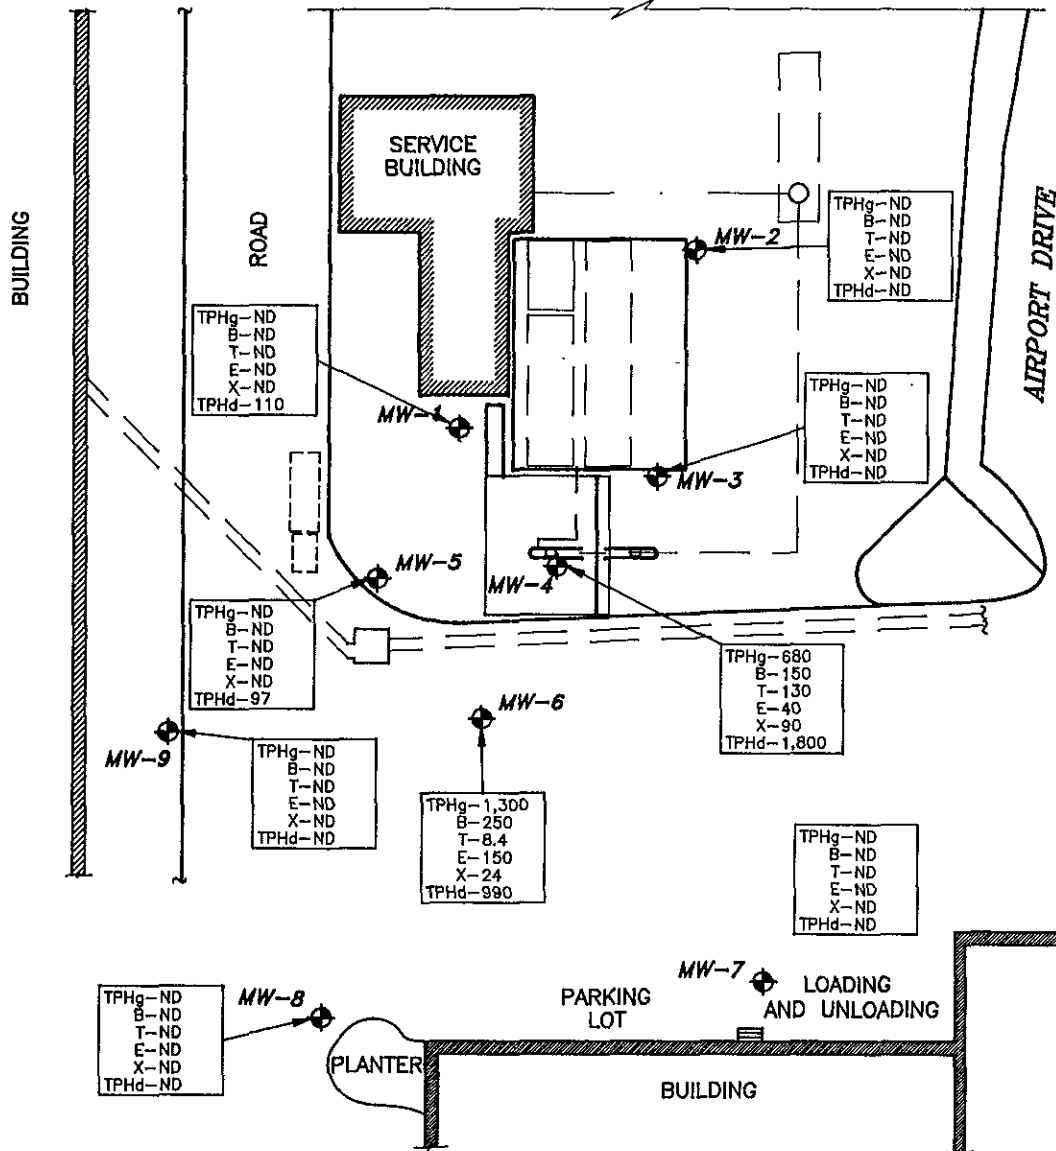 SERVICE
BUILDING
BUILDING
ROAD
AIRPORT DRIVE
MW-2
TPHg-ND
B-ND
T-ND
E-ND
X-ND
TPHd-ND
TPHg-ND
B-ND
T-ND
E-ND
X-ND
TPHd-110
MW-1
TPHg-ND
B-ND
T-ND
E-ND
X-ND
TPHd-ND
MW-3
MW-5
MW-4
TPHg-ND
B-ND
T-ND
E-ND
X-ND
TPHd-97
TPHg-680
B-150
T-130
E-40
X-90
TPHd-1,800
MW-6
MW-9
TPHg-ND
B-ND
T-ND
E-ND
X-ND
TPHd-ND
TPHg-1,300
B-250
T-8.4
E-150
X-24
TPHd-990
TPHg-ND
B-ND
T-ND
E-ND
X-ND
TPHd-ND
MW-7
LOADING
AND UNLOADING
PARKING
LOT
TPHg-ND
B-ND
T-ND
E-ND
X-ND
TPHd-ND
MW-8
PLANTER
BUILDING